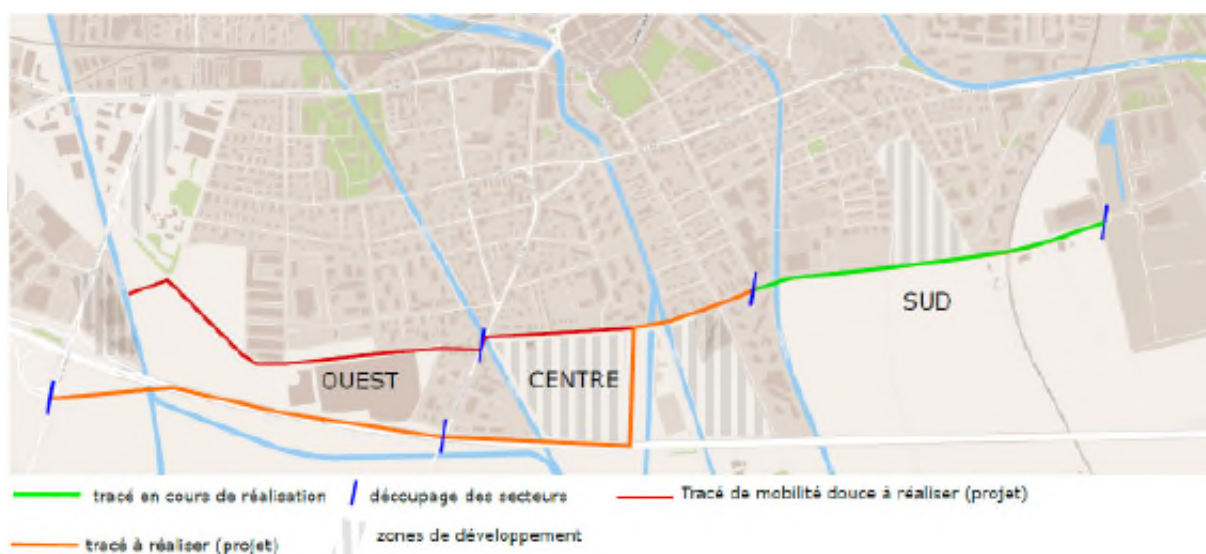 SUD
OUEST
CENTRE
tracé en cours de réalisation
découpage des secteurs
Tracé de mobilité douce à réaliser (projet)
tracé à réaliser (projet)
zones de développement